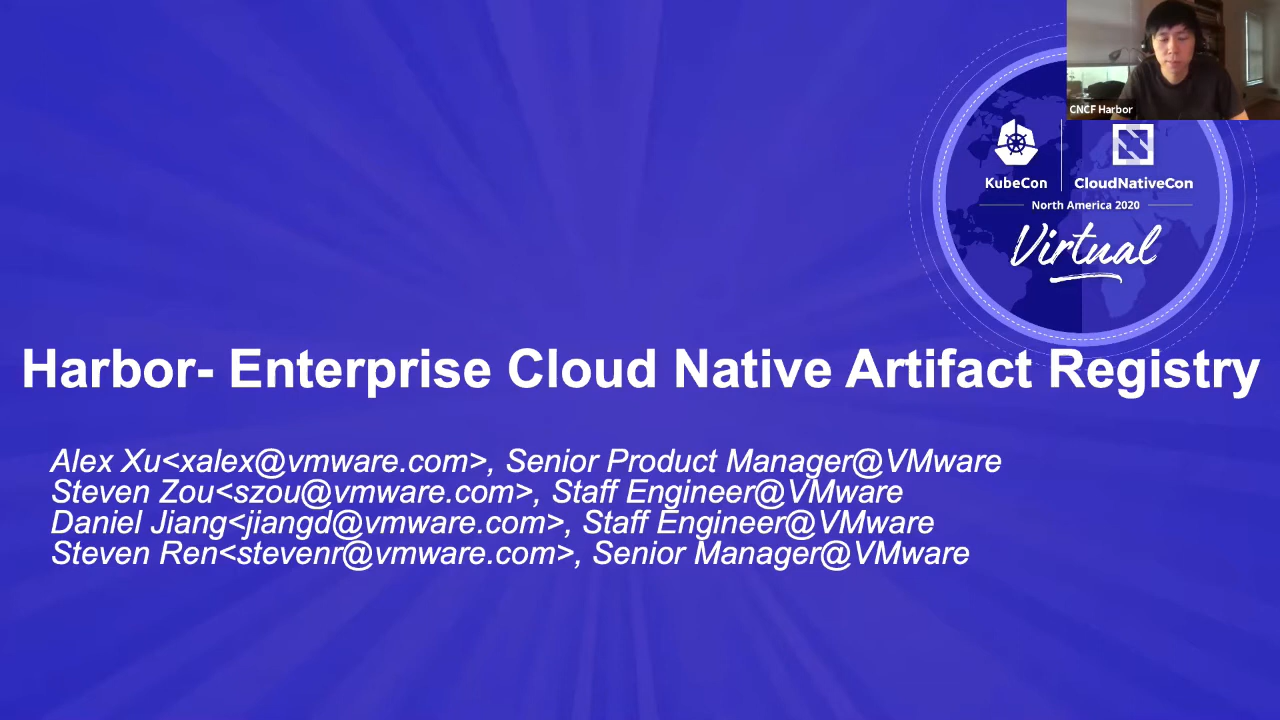 CNCF Harbor
KubeCon
CloudNativeCon
North America 2020
Virtual
Harbor- Enterprise Cloud Native Artifact Registry
Alex Xu<xalex@vmware.com>, Senior Product Manager@VMware
Steven Zou<szou@vmware.com>, Staff Engineer@VMware
Daniel Jiang<jiangd@vmware.com>, Staff Engineer@VMware
Steven Ren<stevenr@vmware.com>, Senior Manager@VMware